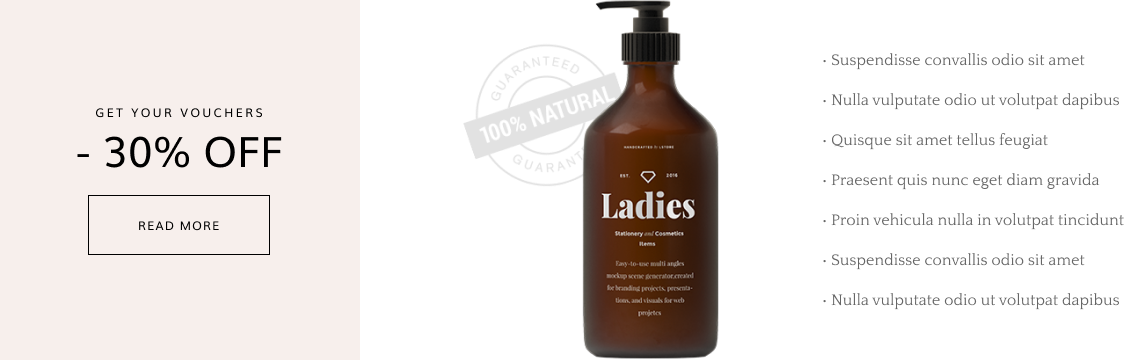 GET YOUR VOUCHERS
- 30% OFF
READ MORE
GUARANTEED
100% NATURAL
GUARANT
EST. 2016
Ladies
Stationery and Cosmetics
Items
Easy-to-use multi angles
mockup scene generator,created
for branding projects, presenta-
tions, and visuals for web
projetcs
· Suspendisse convallis odio sit amet
· Nulla vulputate odio ut volutpat dapibus
· Quisque sit amet tellus feugiat
· Praesent quis nunc eget diam gravida
· Proin vehicula nulla in volutpat tincidunt
· Suspendisse convallis odio sit amet
· Nulla vulputate odio ut volutpat dapibus